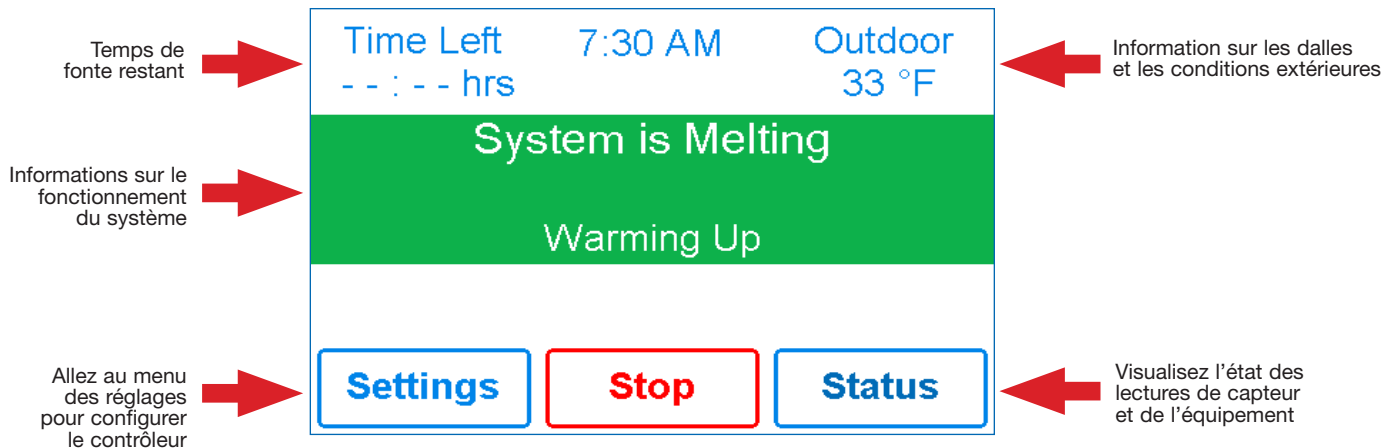 Temps de
fonte restant
Time Left
- - : - - hrs
7:30 AM
Outdoor
33 °F
Information sur les dalles
et les conditions extérieures
Informations sur le
fonctionnement
du système
System is Melting
Warming Up
Allez au menu
des réglages
pour configurer
le contrôleur
Settings
Stop
Status
Visualisez l’état des
lectures de capteur
et de l’équipement